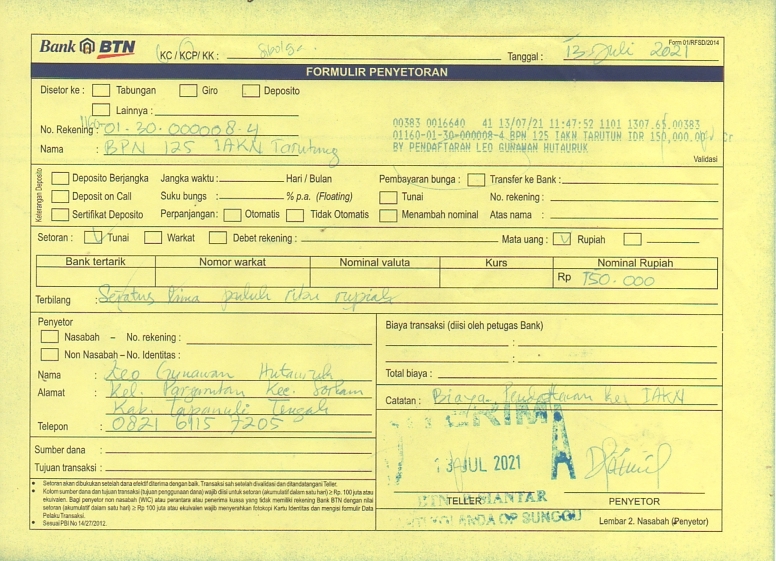 Form 01/RFSD/2014
Bank BTN KC / KCP/ KK : Sibolga Tanggal : 13 Juli 2021
FORMULIR PENYETORAN
Disetor ke : Tabungan Giro Deposito
Lainnya :
No. Rekening : 1160-01-30-000008-4
00383 0016640 41 13/07/21 11:47:52 1101 1307.65.00383
01160-01-30-000008-4 BPN 125 IAKN TARUTUN IDR 150,000.00 Cr
BY PENDAFTARAN LEO GUNAWAN HUTAURUK
Nama : BPN 125 IAKN Tarutung
Validasi
Keterangan Deposito
Deposito Berjangka Jangka waktu : Hari / Bulan Pembayaran bunga : Transfer ke Bank :
Deposit on Call Suku bungs : % p.a. (Floating) Tunai No. rekening :
Sertifikat Deposito Perpanjangan : Otomatis Tidak Otomatis Menambah nominal Atas nama :
Setoran : Tunai Warkat Debet rekening : Mata uang : Rupiah
Bank tertarik Nomor warkat Nominal valuta Kurs Nominal Rupiah
Rp 150.000
Terbilang : Seratus lima puluh ribu rupiah
Penyetor
Nasabah – No. rekening :
Non Nasabah – No. Identitas :
Nama : Leo Gunawan Hutauruk
Alamat : Kel. Pargarutan Kec. Sorkam
Kab. Tapanuli Tengah
Telepon : 0821 6915 7205
Sumber dana :
Tujuan transaksi :
Biaya transaksi (diisi oleh petugas Bank)
:
:
Total biaya :
Catatan : Biaya Pendaftaran ke IAKN
TERIMA
13 JUL 2021
TELLER PENYETOR
SIANTAR
YOLANDA OP SUNGGU
Lembar 2. Nasabah (Penyetor)
• Setoran akan dibukukan setelah dana efektif diterima dengan baik. Transaksi sah setelah divalidasi dan ditandatangani Teller.
• Kolom sumber dana dan tujuan transaksi (tujuan penggunaan dana) wajib diisi untuk setoran (akumulatif dalam satu hari) ≥ Rp. 100 juta atau
ekuivalen. Bagi penyetor non nasabah (WIC) atau perantara atau penerima kuasa yang tidak memiliki rekening Bank BTN dengan nilai
setoran (akumulatif dalam satu hari) ≥ Rp 100 juta atau ekuivalen wajib menyerahkan fotokopi Kartu Identitas dan mengisi formulir Data
Pelaku Transaksi.
• Sesuai PBI No 14/27/2012.